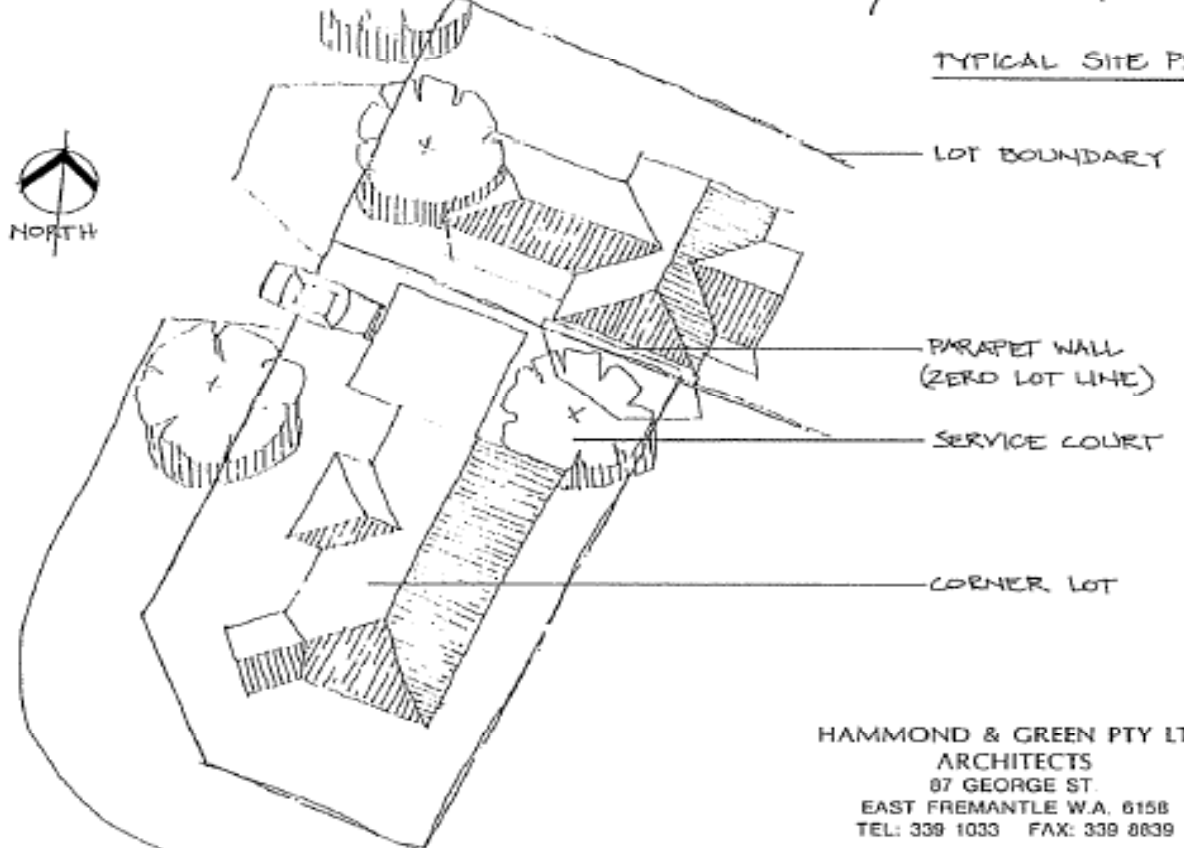 TYPICAL SITE
LOT BOUNDARY
NORTH
PARAPET WALL
(ZERO LOT LINE)
SERVICE COURT
CORNER LOT
HAMMOND & GREEN PTY LT
ARCHITECTS
87 GEORGE ST.
EAST FREMANTLE W.A. 6158
TEL: 339 1033 FAX: 339 8839